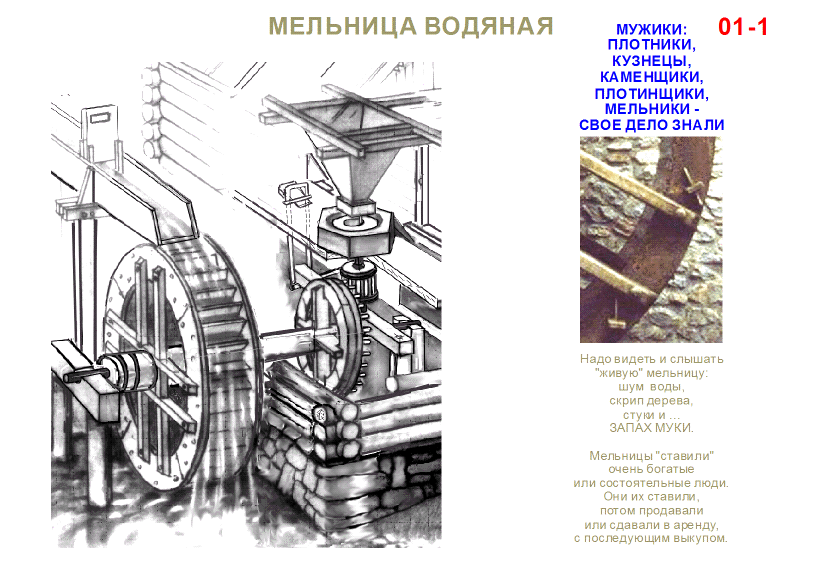 МЕЛЬНИЦА ВОДЯНАЯ
01-1
МУЖИКИ:
ПЛОТНИКИ,
КУЗНЕЦЫ,
КАМЕНЩИКИ,
ПЛОТИНЩИКИ,
МЕЛЬНИКИ -
СВОЕ ДЕЛО ЗНАЛИ
Надо видеть и слышать
"живую" мельницу:
шум воды,
скрип дерева,
стуки и ...
ЗАПАХ МУКИ.
Мельницы "ставили"
очень богатые
или состоятельные люди.
Они их ставили,
потом продавали
или сдавали в аренду,
с последующим выкупом.